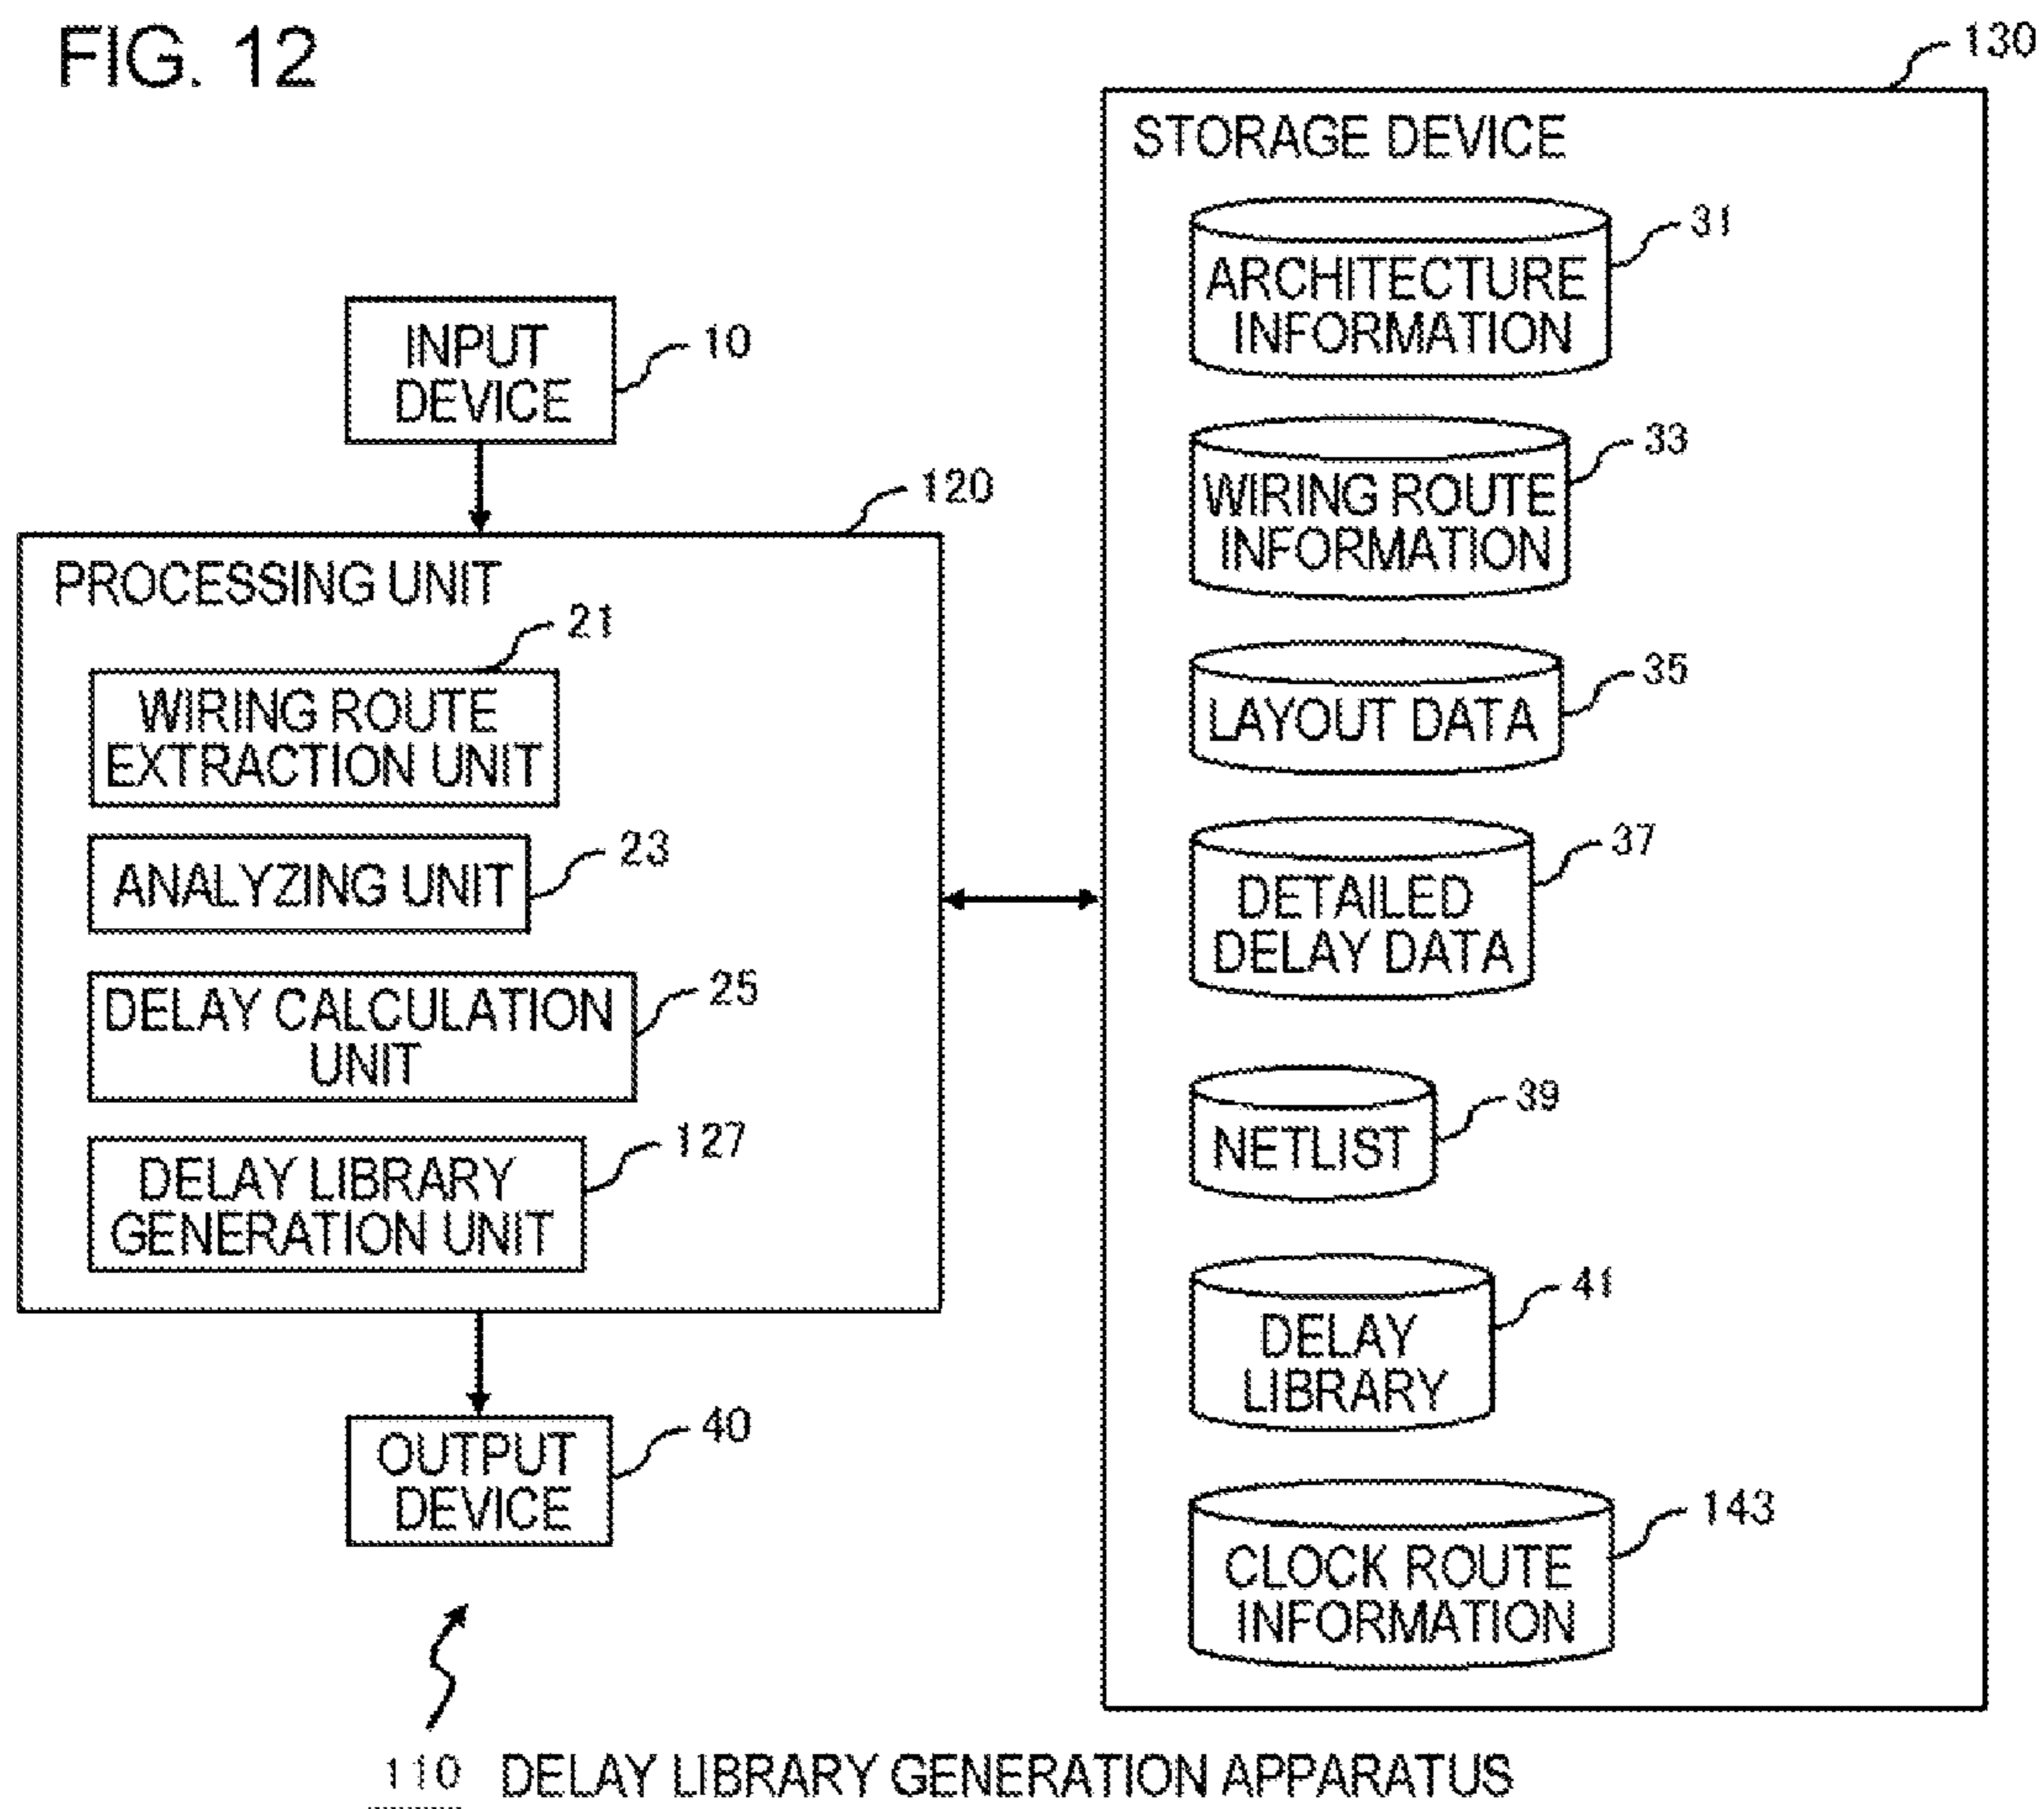 FIG. 12
INPUT
DEVICE
10
120
PROCESSING UNIT
21
WIRING ROUTE
EXTRACTION UNIT
ANALYZING UNIT
23
DELAY CALCULATION
UNIT
25
DELAY LIBRARY
GENERATION UNIT
127
OUTPUT
DEVICE
40
130
STORAGE DEVICE
ARCHITECTURE
INFORMATION
31
WIRING ROUTE
INFORMATION
33
LAYOUT DATA
35
DETAILED
DELAY DATA
37
NETLIST
39
DELAY
LIBRARY
41
CLOCK ROUTE
INFORMATION
143
110 DELAY LIBRARY GENERATION APPARATUS